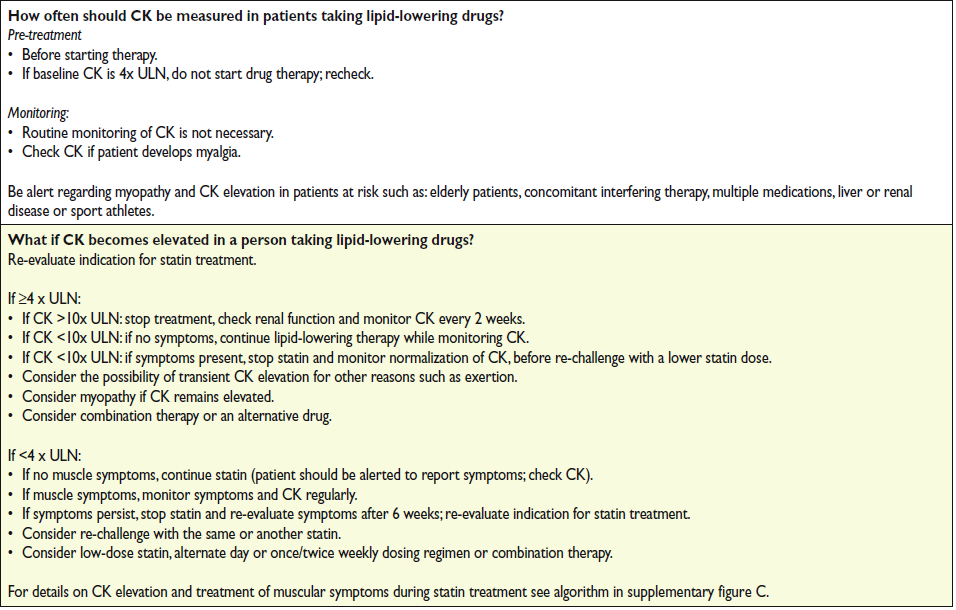 How often should CK be measured in patients taking lipid-lowering drugs?
Pre-treatment
• Before starting therapy.
• If baseline CK is 4x ULN, do not start drug therapy; recheck.
Monitoring:
• Routine monitoring of CK is not necessary.
• Check CK if patient develops myalgia.
Be alert regarding myopathy and CK elevation in patients at risk such as: elderly patients, concomitant interfering therapy, multiple medications, liver or renal
disease or sport athletes.
What if CK becomes elevated in a person taking lipid-lowering drugs?
Re-evaluate indication for statin treatment.
If ≥4 x ULN:
• If CK >10x ULN: stop treatment, check renal function and monitor CK every 2 weeks.
• If CK <10x ULN: if no symptoms, continue lipid-lowering therapy while monitoring CK.
• If CK <10x ULN: if symptoms present, stop statin and monitor normalization of CK, before re-challenge with a lower statin dose.
• Consider the possibility of transient CK elevation for other reasons such as exertion.
• Consider myopathy if CK remains elevated.
• Consider combination therapy or an alternative drug.
If <4 x ULN:
• If no muscle symptoms, continue statin (patient should be alerted to report symptoms; check CK).
• If muscle symptoms, monitor symptoms and CK regularly.
• If symptoms persist, stop statin and re-evaluate symptoms after 6 weeks; re-evaluate indication for statin treatment.
• Consider re-challenge with the same or another statin.
• Consider low-dose statin, alternate day or once/twice weekly dosing regimen or combination therapy.
For details on CK elevation and treatment of muscular symptoms during statin treatment see algorithm in supplementary figure C.